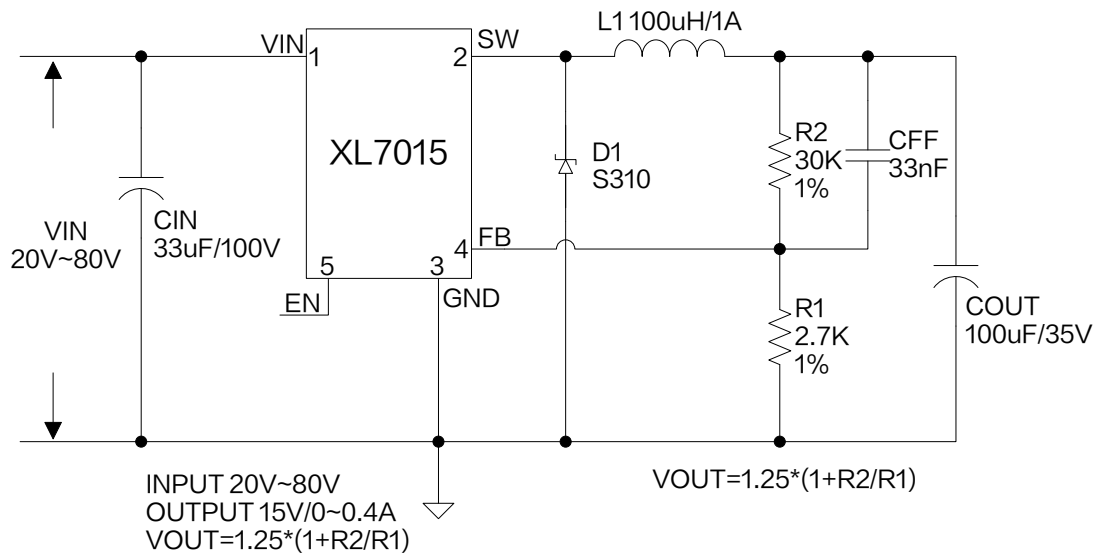 L1 100uH/1A
VIN
1
2
SW
XL7015
D1
S310
R2
30K
1%
CFF
33nF
CIN
33uF/100V
VIN
20V~80V
4
FB
5
3
EN
GND
R1
2.7K
1%
COUT
100uF/35V
INPUT 20V~80V
OUTPUT 15V/0~0.4A
VOUT=1.25*(1+R2/R1)
VOUT=1.25*(1+R2/R1)